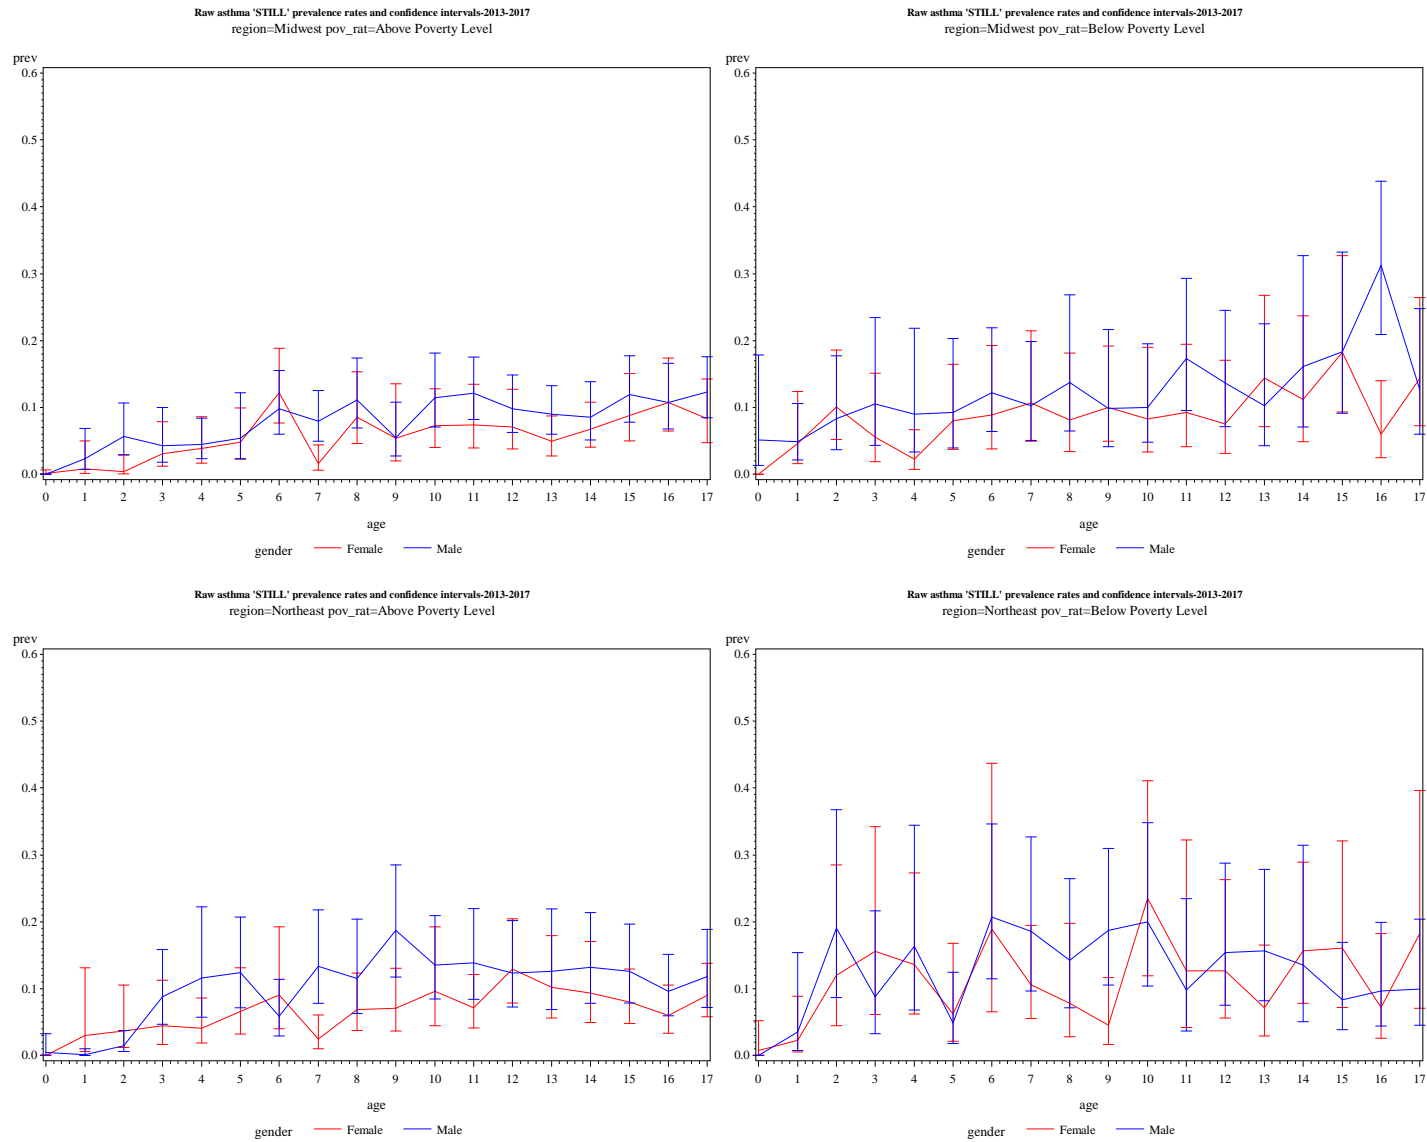 Raw asthma 'STILL' prevalence rates and confidence intervals-2013-2017
region=Midwest pov_rat=Above Poverty Level
prev
0.6
0.5
0.4
0.3
0.2
0.1
0.0
0 1 2 3 4 5 6 7 8 9 10 11 12 13 14 15 16 17
age
gender Female Male
Raw asthma 'STILL' prevalence rates and confidence intervals-2013-2017
region=Midwest pov_rat=Below Poverty Level
prev
0.6
0.5
0.4
0.3
0.2
0.1
0.0
0 1 2 3 4 5 6 7 8 9 10 11 12 13 14 15 16 17
age
gender Female Male
Raw asthma 'STILL' prevalence rates and confidence intervals-2013-2017
region=Northeast pov_rat=Above Poverty Level
prev
0.6
0.5
0.4
0.3
0.2
0.1
0.0
0 1 2 3 4 5 6 7 8 9 10 11 12 13 14 15 16 17
age
gender Female Male
Raw asthma 'STILL' prevalence rates and confidence intervals-2013-2017
region=Northeast pov_rat=Below Poverty Level
prev
0.6
0.5
0.4
0.3
0.2
0.1
0.0
0 1 2 3 4 5 6 7 8 9 10 11 12 13 14 15 16 17
age
gender Female Male